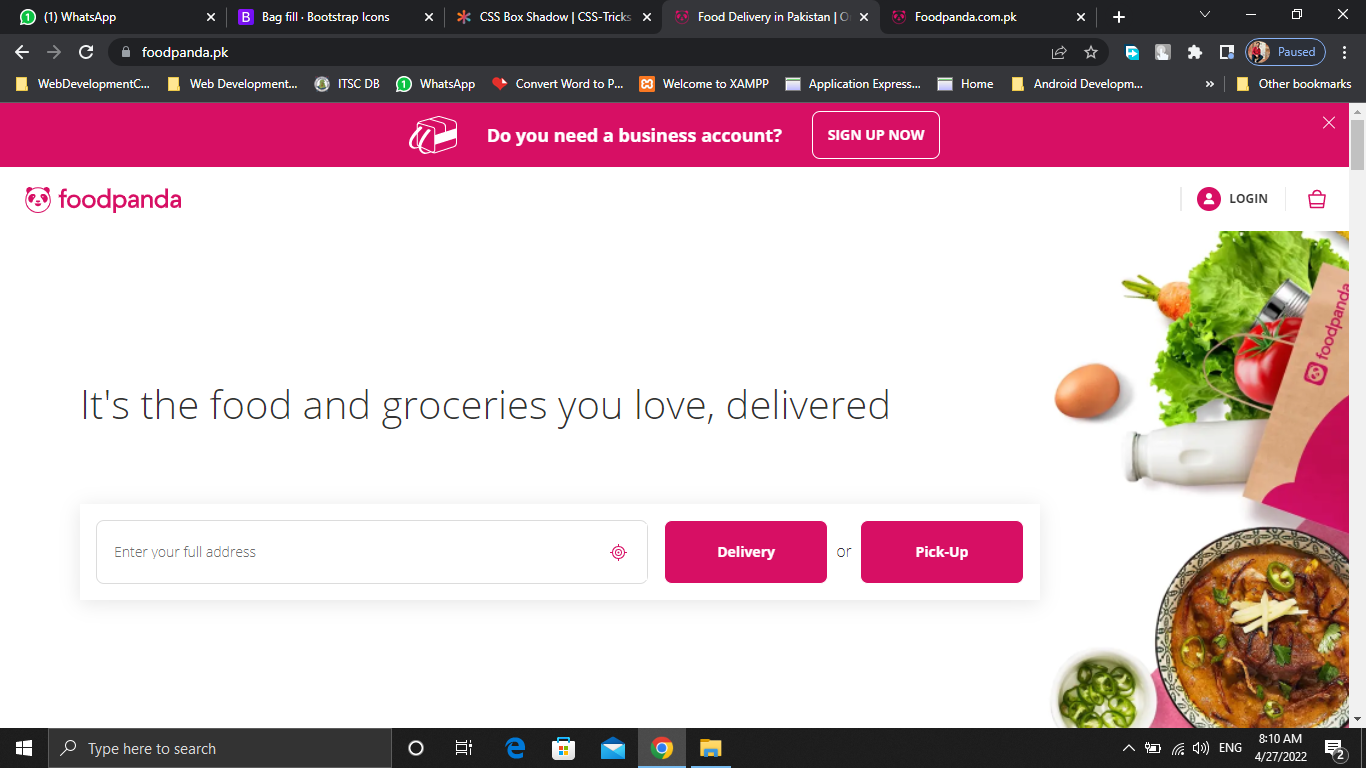 (1) WhatsApp
Bag fill · Bootstrap Icons
CSS Box Shadow | CSS-Tricks
Food Delivery in Pakistan | O
Foodpanda.com.pk
foodpanda.pk
Paused
WebDevelopmentC...
Web Development...
ITSC DB
WhatsApp
Convert Word to P...
Welcome to XAMPP
Application Express...
Home
Android Developm...
»
Other bookmarks
Do you need a business account?
SIGN UP NOW
foodpanda
LOGIN
foodpanda
It's the food and groceries you love, delivered
Enter your full address
Delivery
or
Pick-Up
Type here to search
ENG
8:10 AM
4/27/2022
2